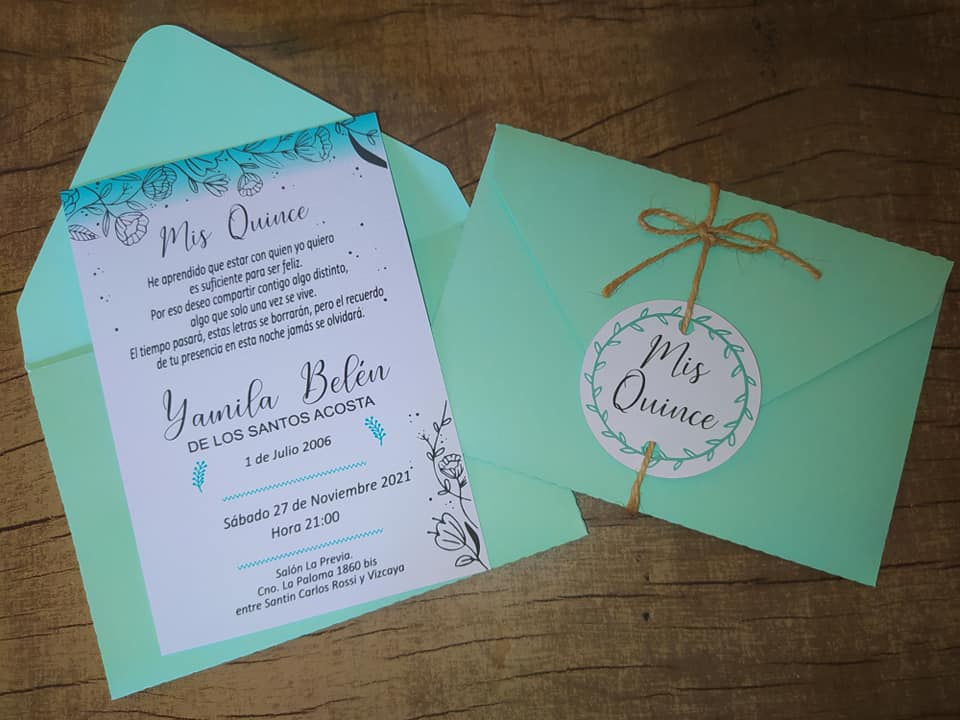 Mis Quince
He aprendido que estar con quien yo quiero
es suficiente para ser feliz.
Por eso deseo compartir contigo algo distinto,
algo que solo una vez se vive.
El tiempo pasará, estas letras se borrarán, pero el recuerdo
de tu presencia en esta noche jamás se olvidará.
Yamila Belén
DE LOS SANTOS ACOSTA
1 de Julio 2006
Sábado 27 de Noviembre 2021
Hora 21:00
Salón La Previa.
Cno. La Paloma 1860 bis
entre Santin Carlos Rossi y Vizcaya
Mis
Quince